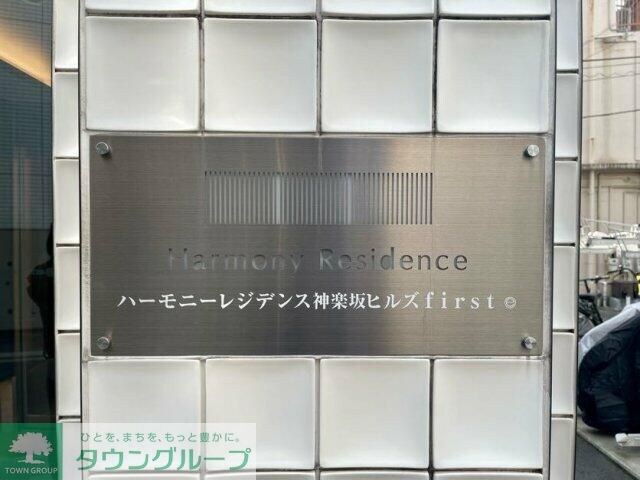 Harmony Residence
ハーモニーレジデンス神楽坂ヒルズfirst
ひとを、まちを、もっと豊かに。
TOWN GROUP
タウングループ